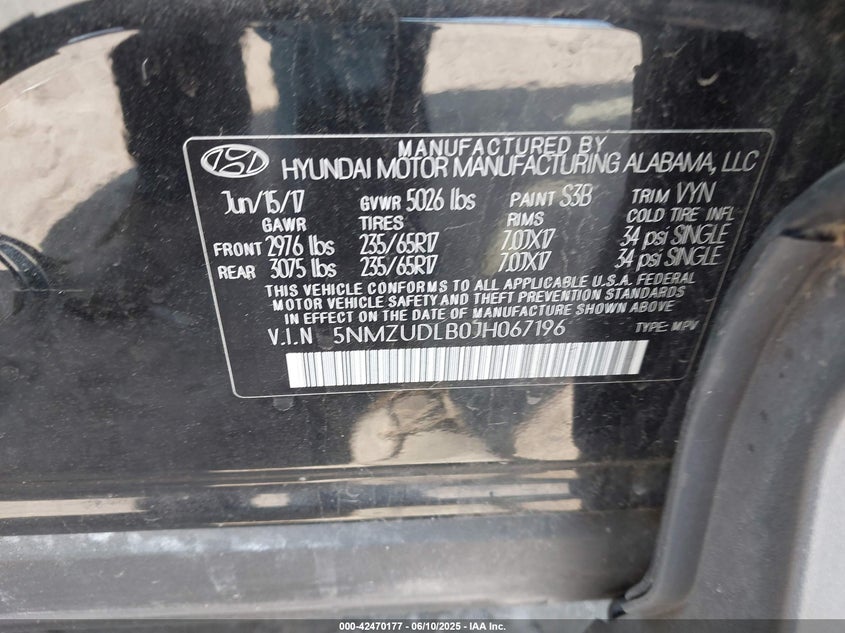 MANUFACTURED BY
HYUNDAI MOTOR MANUFACTURING ALABAMA, LLC
Jun/15/17 GVWR 5026 lbs PAINT S3B TRIM VYN
GAWR TIRES RIMS COLD TIRE INFL
FRONT 2976 lbs 235/65R17 7.0JX17 34 psi SINGLE
REAR 3075 lbs 235/65R17 7.0JX17 34 psi SINGLE
THIS VEHICLE CONFORMS TO ALL APPLICABLE U.S.A. FEDERAL
MOTOR VEHICLE SAFETY AND THEFT PREVENTION STANDARDS
IN EFFECT ON THE DATE OF MANUFACTURE SHOWN ABOVE.
V.I.N 5NMZUDLB0JH067196 TYPE: MPV
000-42470177 - 06/10/2025 - IAA Inc.